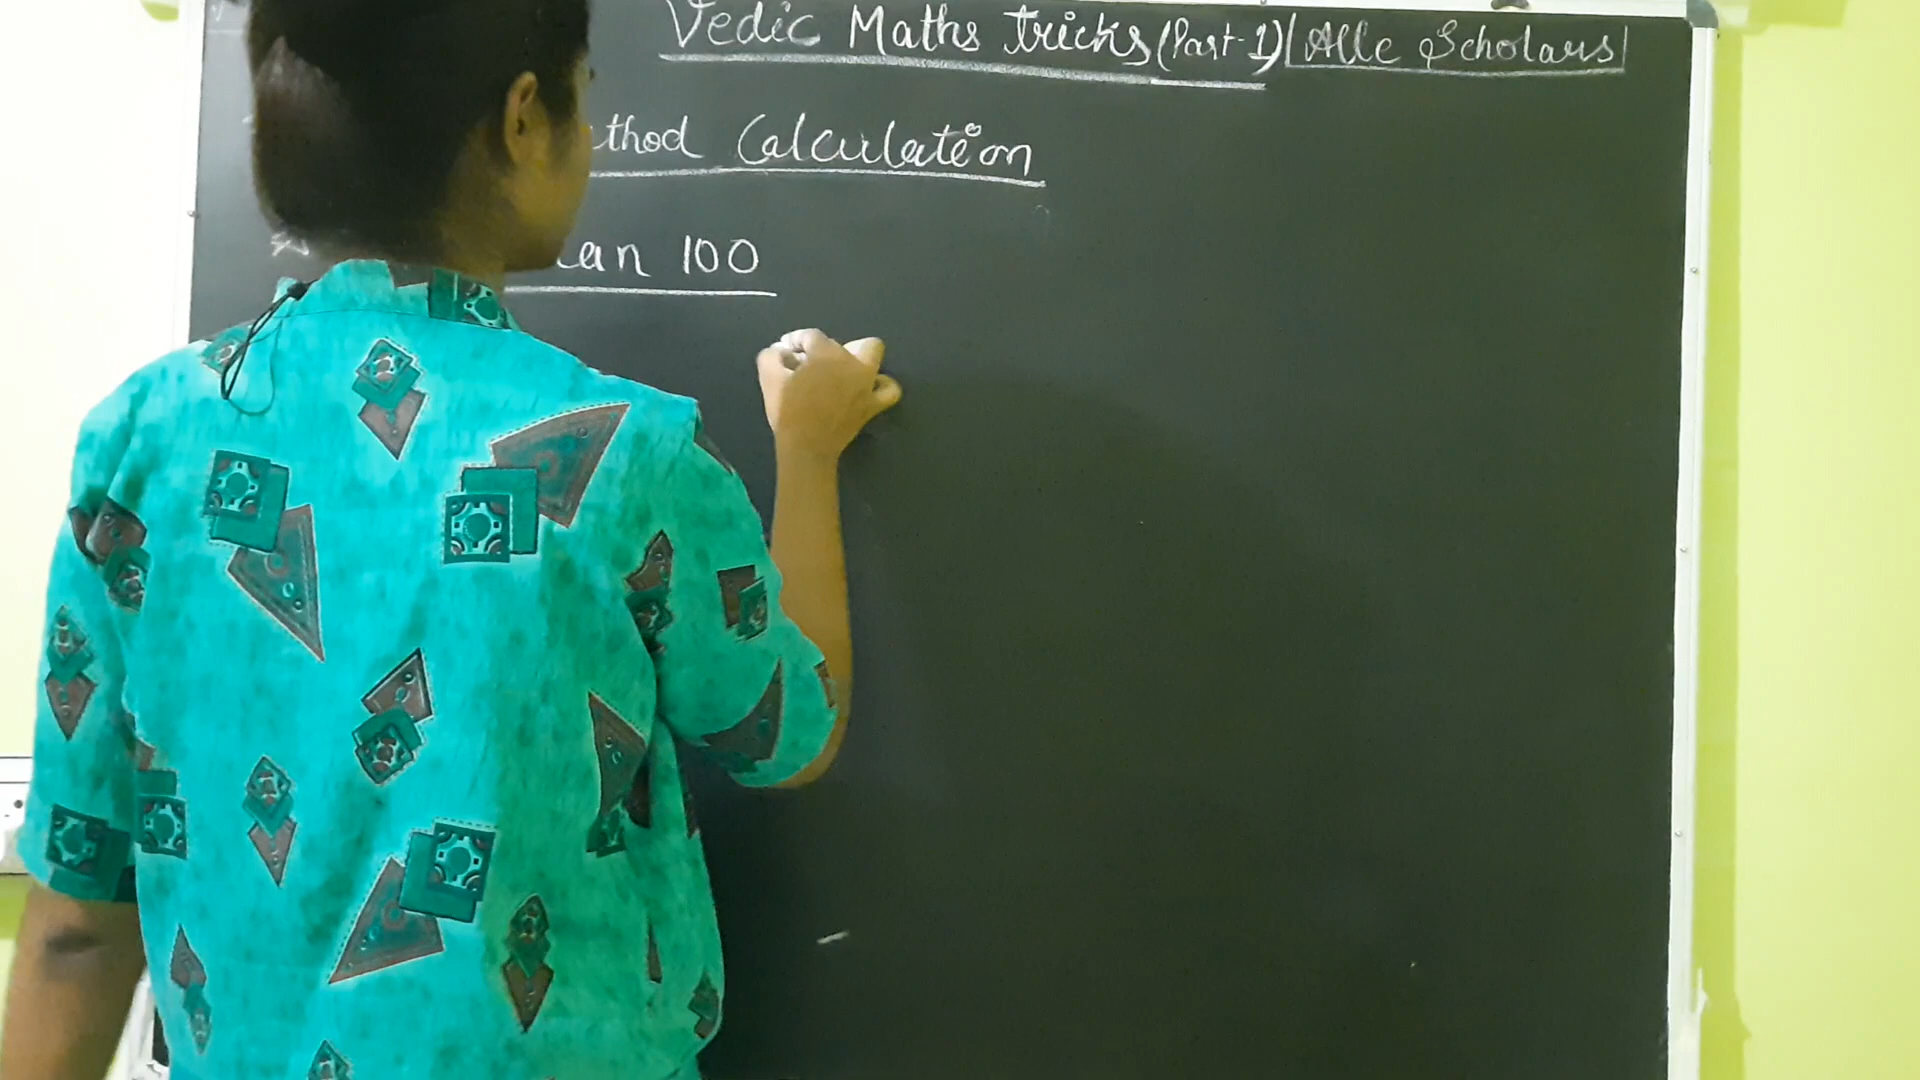 Vedic Maths tricks (Part-1) | Alle Scholars |
thod Calculation
an 100